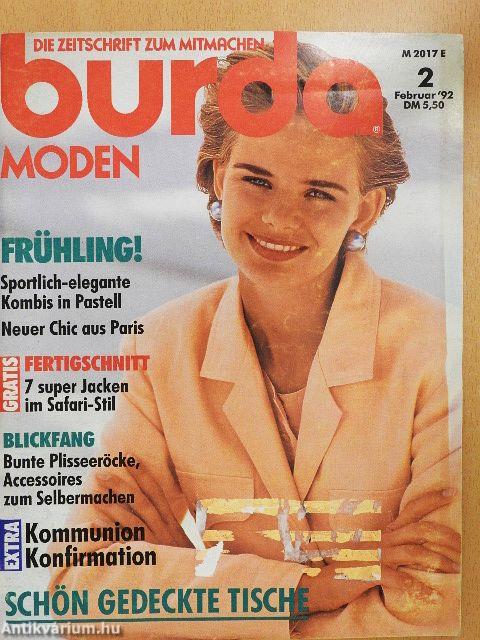 DIE ZEITSCHRIFT ZUM MITMACHEN
burda
MODEN
M 2017 E
2
Februar '92
DM 5,50
®
FRÜHLING!
Sportlich-elegante
Kombis in Pastell
Neuer Chic aus Paris
GRATIS
FERTIGSCHNITT
7 super Jacken
im Safari-Stil
BLICKFANG
Bunte Plisseeröcke,
Accessoires
zum Selbermachen
EXTRA
Kommunion
Konfirmation
SCHÖN GEDECKTE TISCHE
Antikvárium.hu